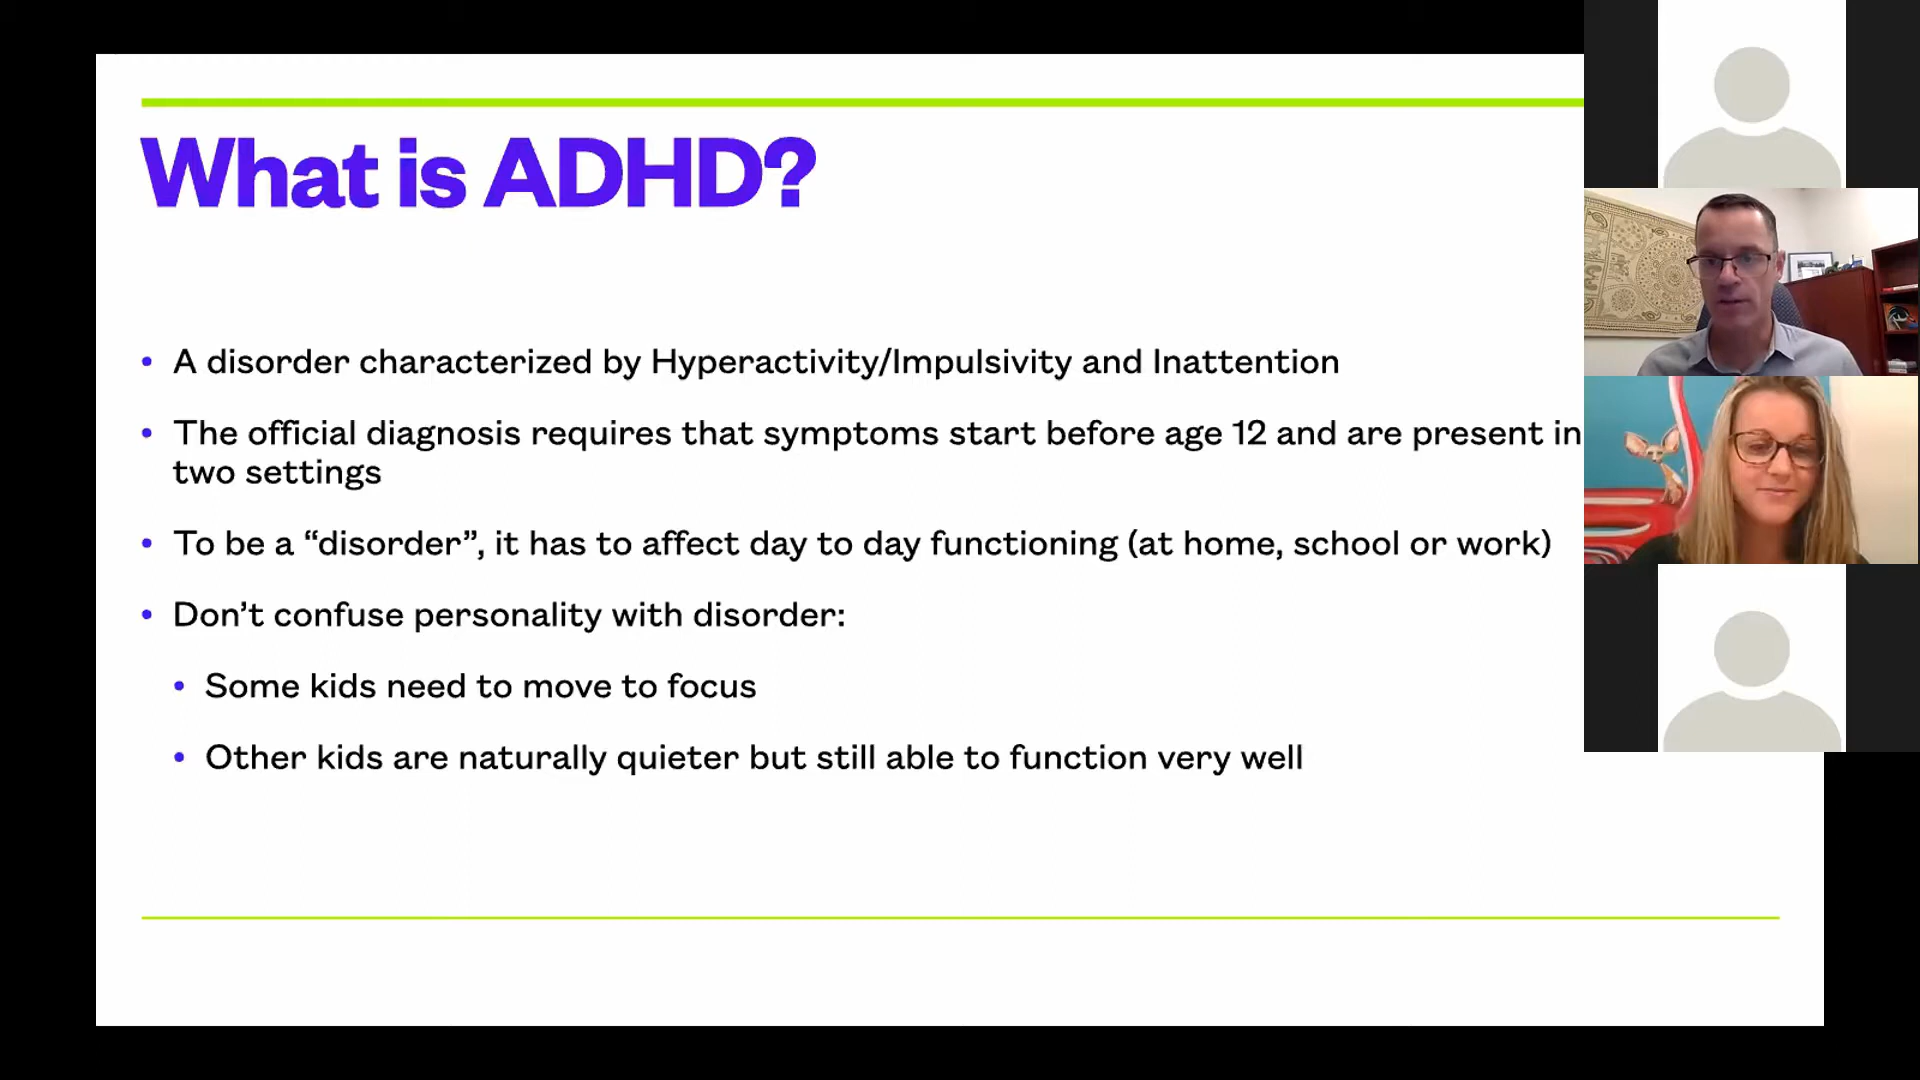 What is ADHD?
• A disorder characterized by Hyperactivity/Impulsivity and Inattention
• The official diagnosis requires that symptoms start before age 12 and are present in
two settings
• To be a “disorder”, it has to affect day to day functioning (at home, school or work)
• Don’t confuse personality with disorder:
• Some kids need to move to focus
• Other kids are naturally quieter but still able to function very well